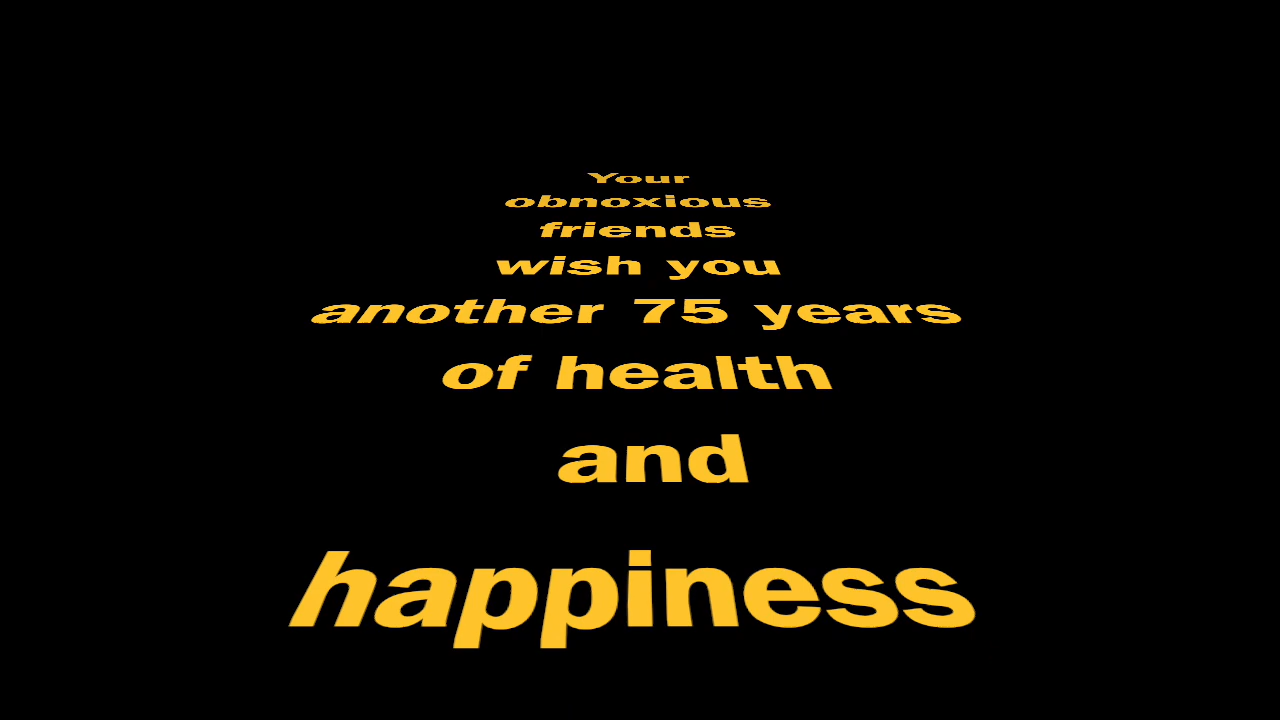 Your
obnoxious
friends
wish you
another 75 years
of health
and
happiness